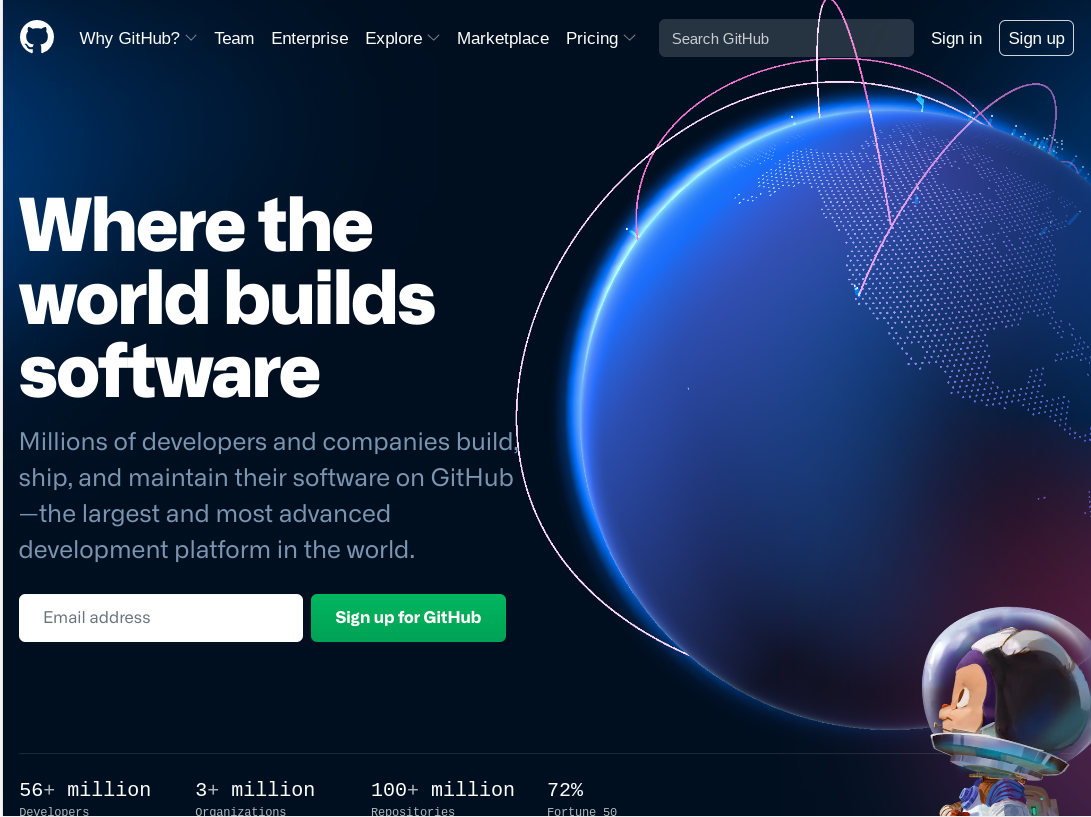 Why GitHub? Team Enterprise Explore Marketplace Pricing Search GitHub Sign in Sign up
Where the
world builds
software
Millions of developers and companies build,
ship, and maintain their software on GitHub
—the largest and most advanced
development platform in the world.
Email address Sign up for GitHub
56+ million 3+ million 100+ million 72%
Developers Organizations Repositories Fortune 50